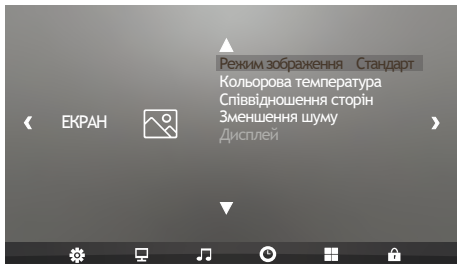 Режим зображення Стандарт
Кольорова температура
Співвідношення сторін
ЕКРАН
Зменшення шуму
Дисплей